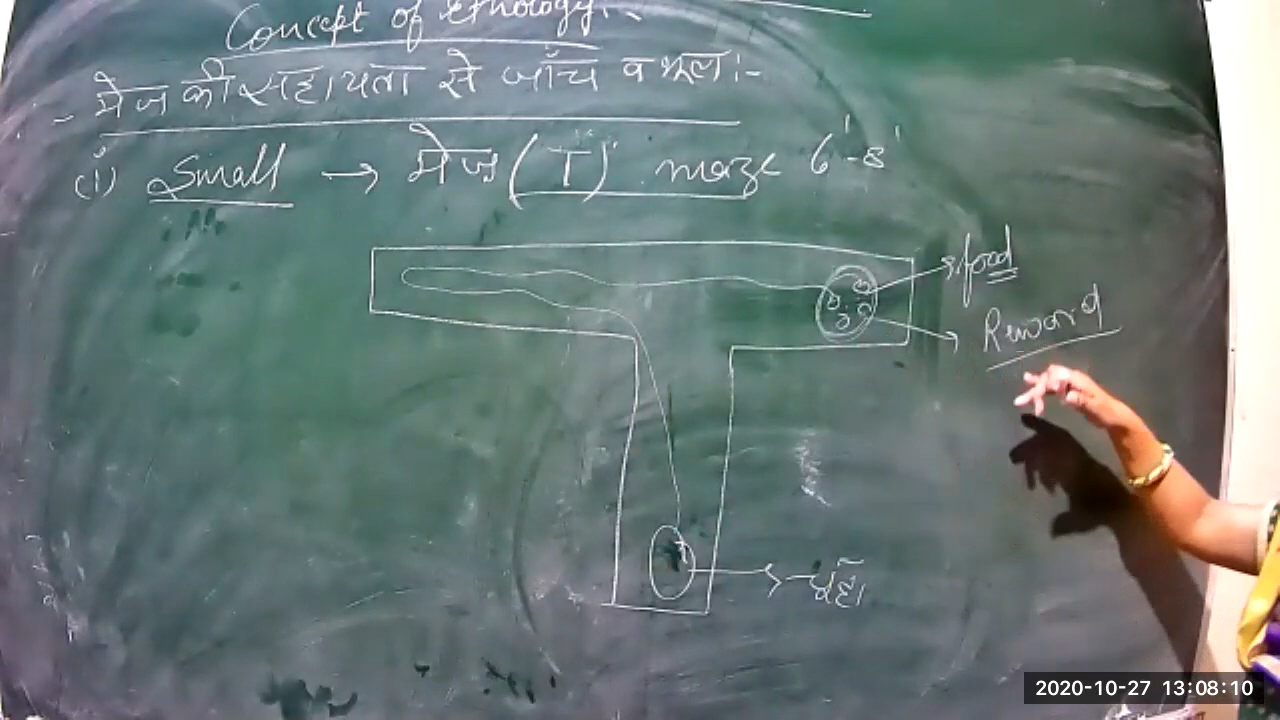 Concept of Ethology:-
- मेज की सहायता से जाँच व भूल :-
(i) Small → मेज (T) maze 6'-8'
food
Reward
चूहा
2020-10-27 13:08:10